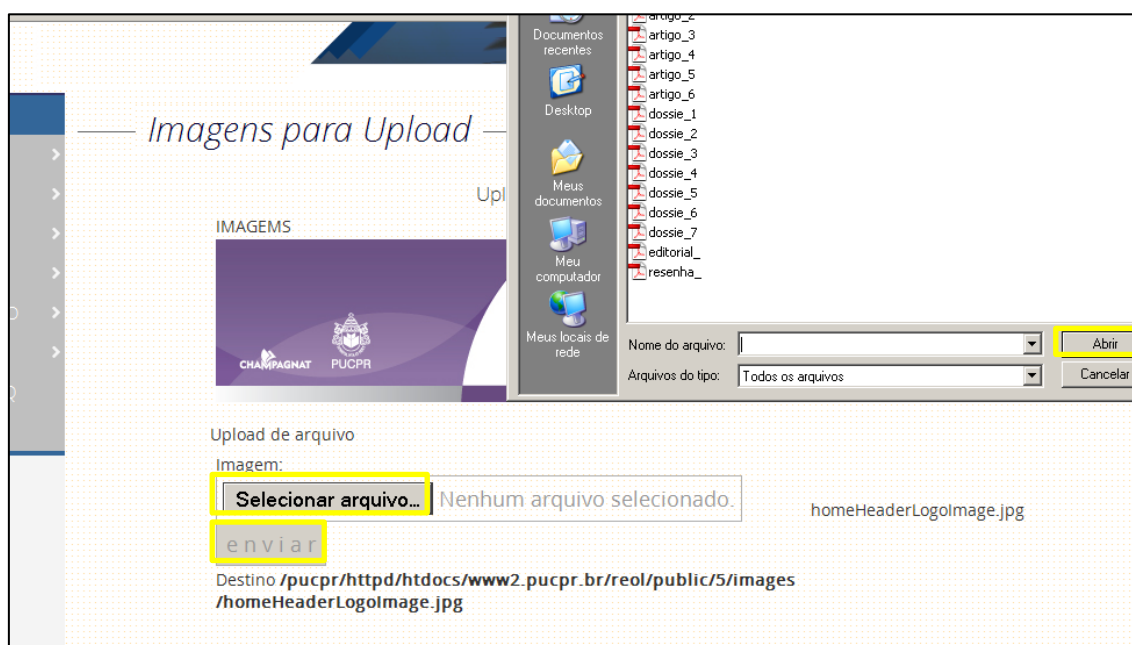 Imagens para Upload
Upl
IMAGEMS
CHAMPAGNAT
PUCPR
Documentos
recentes
Desktop
Meus
documentos
Meu
computador
Meus locais de
rede
artigo_2
artigo_3
artigo_4
artigo_5
artigo_6
dossie_1
dossie_2
dossie_3
dossie_4
dossie_5
dossie_6
dossie_7
editorial_
resenha_
Nome do arquivo:
Abrir
Arquivos do tipo: Todos os arquivos
Cancelar
Upload de arquivo
Imagem:
Selecionar arquivo... Nenhum arquivo selecionado.
homeHeaderLogoImage.jpg
enviar
Destino /pucpr/httpd/htdocs/www2.pucpr.br/reol/public/5/images
/homeHeaderLogoImage.jpg